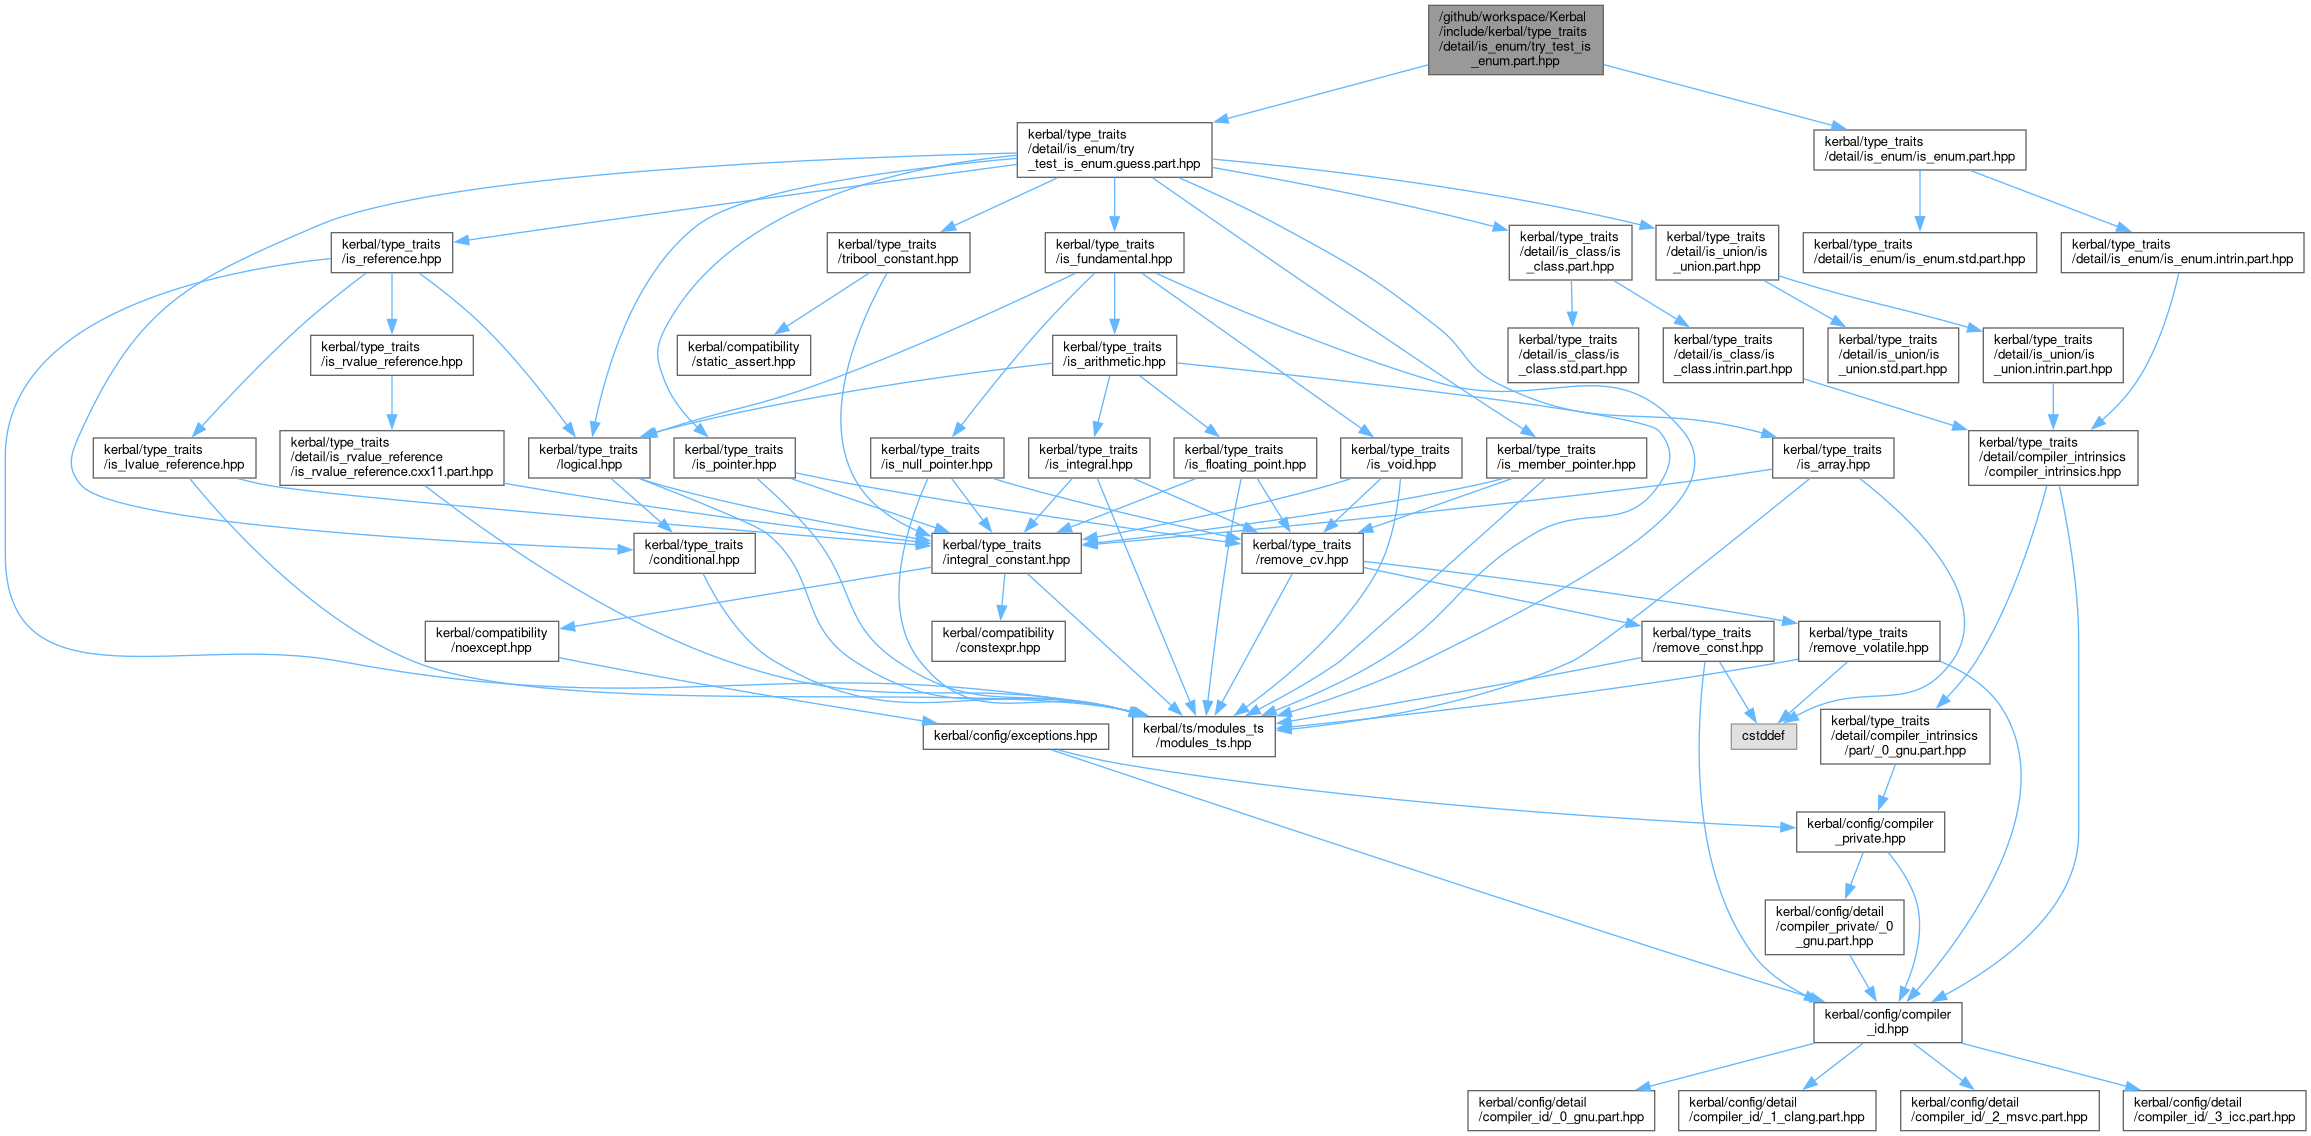 /github/workspace/Kerbal
/include/kerbal/type_traits
/detail/is_enum/try_test_is
_enum.part.hpp
kerbal/type_traits
/detail/is_enum/try
_test_is_enum.guess.part.hpp
kerbal/type_traits
/detail/is_enum/is_enum.part.hpp
kerbal/type_traits
/is_reference.hpp
kerbal/type_traits
/tribool_constant.hpp
kerbal/type_traits
/is_fundamental.hpp
kerbal/type_traits
/detail/is_class/is
_class.part.hpp
kerbal/type_traits
/detail/is_union/is
_union.part.hpp
kerbal/type_traits
/detail/is_enum/is_enum.std.part.hpp
kerbal/type_traits
/detail/is_enum/is_enum.intrin.part.hpp
kerbal/type_traits
/is_rvalue_reference.hpp
kerbal/compatibility
/static_assert.hpp
kerbal/type_traits
/is_arithmetic.hpp
kerbal/type_traits
/detail/is_class/is
_class.std.part.hpp
kerbal/type_traits
/detail/is_class/is
_class.intrin.part.hpp
kerbal/type_traits
/detail/is_union/is
_union.std.part.hpp
kerbal/type_traits
/detail/is_union/is
_union.intrin.part.hpp
kerbal/type_traits
/is_lvalue_reference.hpp
kerbal/type_traits
/detail/is_rvalue_reference
/is_rvalue_reference.cxx11.part.hpp
kerbal/type_traits
/logical.hpp
kerbal/type_traits
/is_pointer.hpp
kerbal/type_traits
/is_null_pointer.hpp
kerbal/type_traits
/is_integral.hpp
kerbal/type_traits
/is_floating_point.hpp
kerbal/type_traits
/is_void.hpp
kerbal/type_traits
/is_member_pointer.hpp
kerbal/type_traits
/is_array.hpp
kerbal/type_traits
/detail/compiler_intrinsics
/compiler_intrinsics.hpp
kerbal/type_traits
/conditional.hpp
kerbal/type_traits
/integral_constant.hpp
kerbal/type_traits
/remove_cv.hpp
kerbal/compatibility
/noexcept.hpp
kerbal/compatibility
/constexpr.hpp
kerbal/type_traits
/remove_const.hpp
kerbal/type_traits
/remove_volatile.hpp
kerbal/config/exceptions.hpp
kerbal/ts/modules_ts
/modules_ts.hpp
cstddef
kerbal/type_traits
/detail/compiler_intrinsics
/part/_0_gnu.part.hpp
kerbal/config/compiler
_private.hpp
kerbal/config/detail
/compiler_private/_0
_gnu.part.hpp
kerbal/config/compiler
_id.hpp
kerbal/config/detail
/compiler_id/_0_gnu.part.hpp
kerbal/config/detail
/compiler_id/_1_clang.part.hpp
kerbal/config/detail
/compiler_id/_2_msvc.part.hpp
kerbal/config/detail
/compiler_id/_3_icc.part.hpp